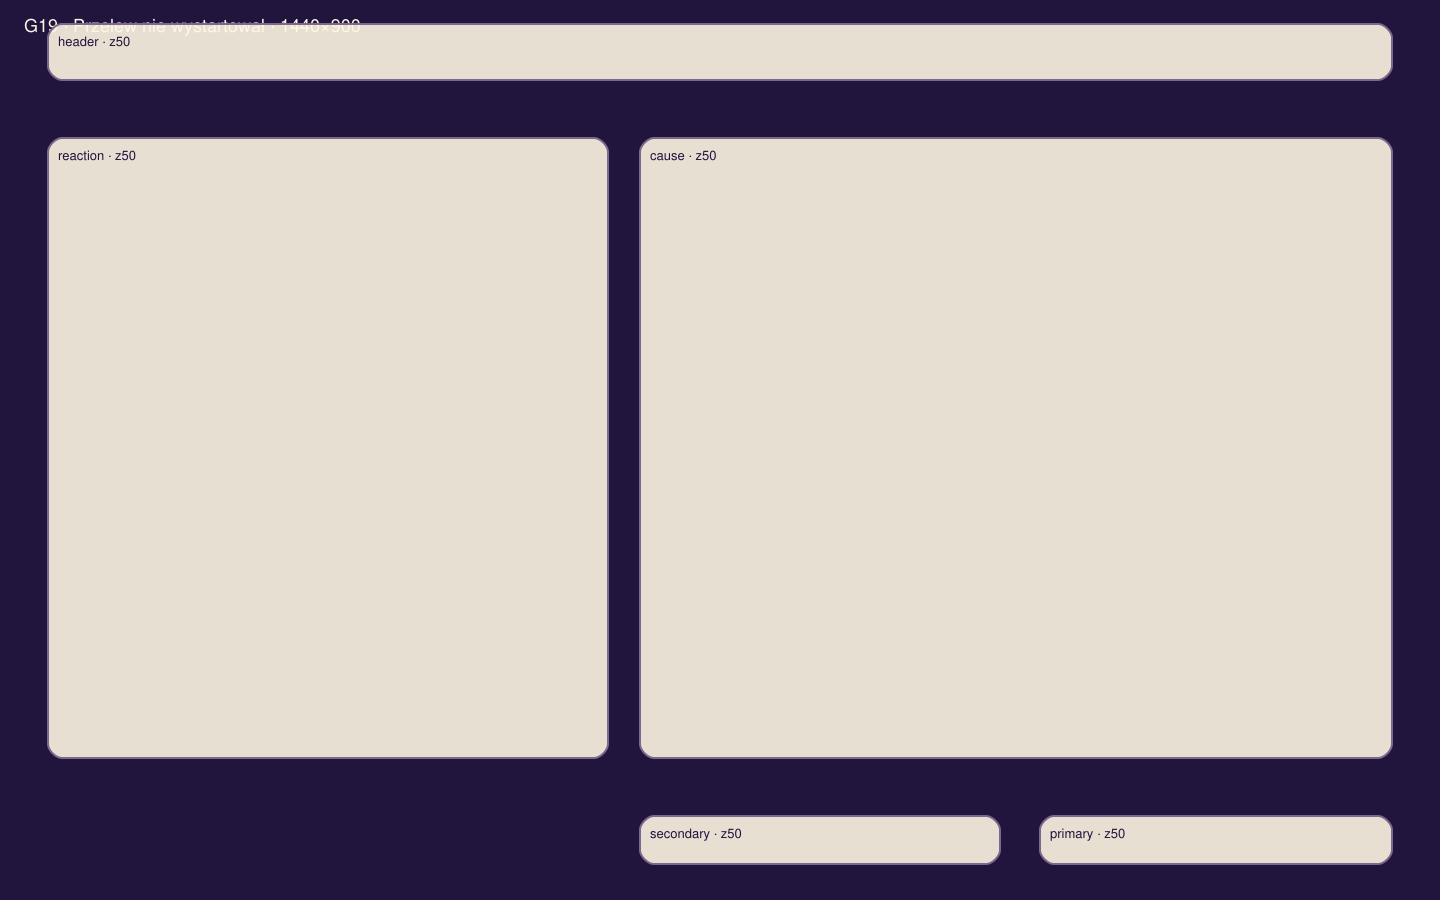 G19 · Przelew nie wystartował · 1440×900
header · z50
reaction · z50
cause · z50
secondary · z50
primary · z50